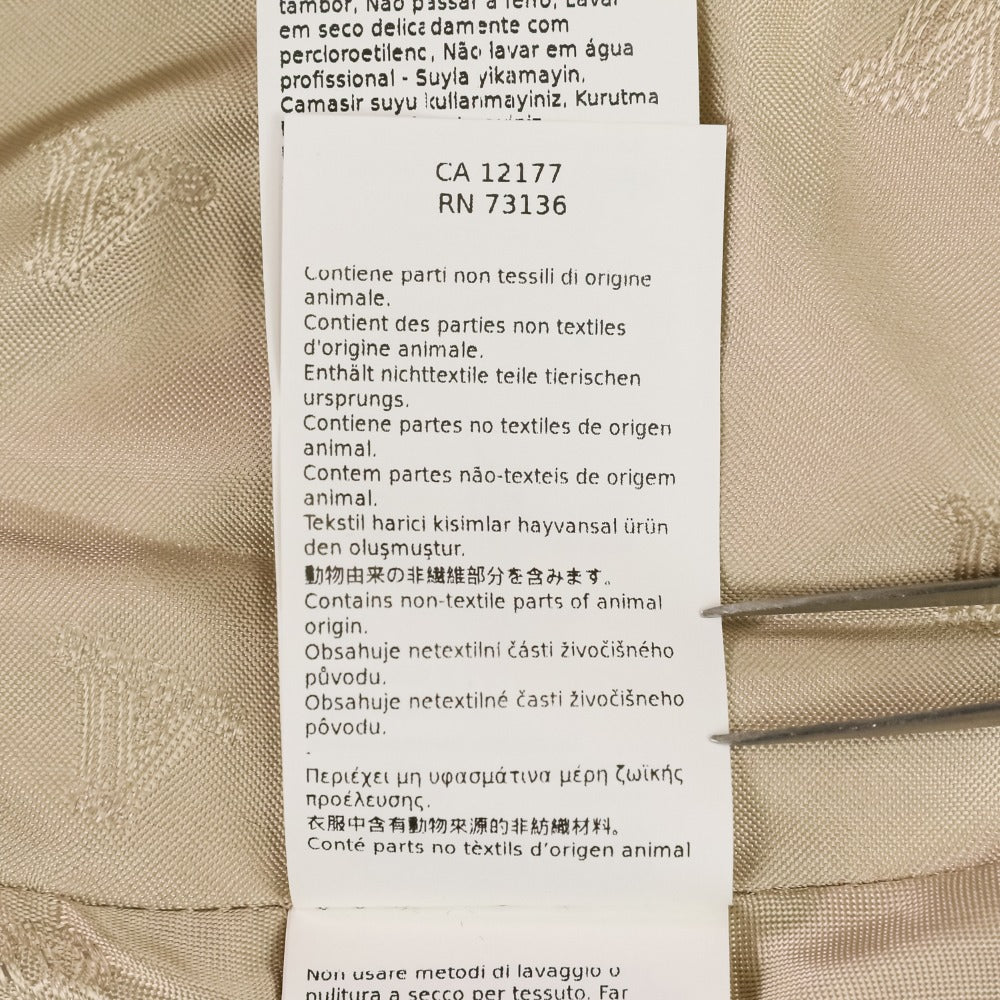 tambor, Não passar a ferro, Lavar
em seco delicadamente com
percloroetileno, Não lavar em água
profissional - Suyla yikamayin,
Camasir suyu kullanmayiniz, Kurutma
CA 12177
RN 73136
Contiene parti non tessili di origine
animale.
Contient des parties non textiles
d'origine animale.
Enthält nichttextile teile tierischen
ursprungs.
Contiene partes no textiles de origen
animal.
Contem partes não-texteis de origem
animal.
Tekstil harici kisimlar hayvansal ürün
den oluşmuştur.
動物由来の非繊維部分を含みます。
Contains non-textile parts of animal
origin.
Obsahuje netextilní části živočišného
původu.
Obsahuje netextilné časti živočíšneho
pôvodu.
.
Περιέχει μη υφασμάτινα μέρη ζωϊκής
προέλευσης.
衣服中含有動物來源的非紡織材料。
Conté parts no tèxtils d’origen animal
Non usare metodi di lavaggio o
pulitura a secco per tessuto. Far